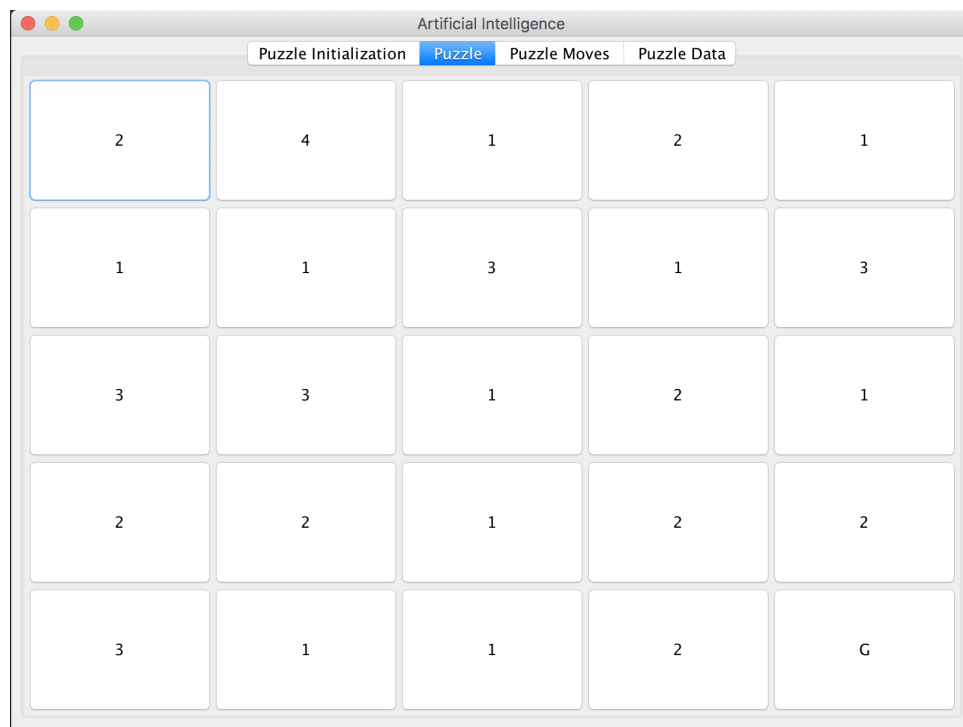 Artificial Intelligence
Puzzle Initialization Puzzle Puzzle Moves Puzzle Data
2 4 1 2 1
1 1 3 1 3
3 3 1 2 1
2 2 1 2 2
3 1 1 2 G